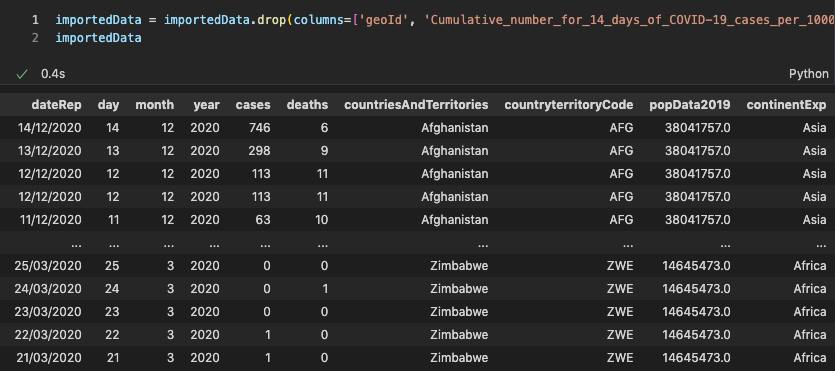 1 importedData = importedData.drop(columns=['geoId', 'Cumulative_number_for_14_days_of_COVID-19_cases_per_1000
2 importedData
✓ 0.4s Python
dateRep day month year cases deaths countriesAndTerritories countryterritoryCode popData2019 continentExp
14/12/2020 14 12 2020 746 6 Afghanistan AFG 38041757.0 Asia
13/12/2020 13 12 2020 298 9 Afghanistan AFG 38041757.0 Asia
12/12/2020 12 12 2020 113 11 Afghanistan AFG 38041757.0 Asia
12/12/2020 12 12 2020 113 11 Afghanistan AFG 38041757.0 Asia
11/12/2020 11 12 2020 63 10 Afghanistan AFG 38041757.0 Asia
... ... ... ... ... ... ... ... ... ...
25/03/2020 25 3 2020 0 0 Zimbabwe ZWE 14645473.0 Africa
24/03/2020 24 3 2020 0 1 Zimbabwe ZWE 14645473.0 Africa
23/03/2020 23 3 2020 0 0 Zimbabwe ZWE 14645473.0 Africa
22/03/2020 22 3 2020 1 0 Zimbabwe ZWE 14645473.0 Africa
21/03/2020 21 3 2020 1 0 Zimbabwe ZWE 14645473.0 Africa